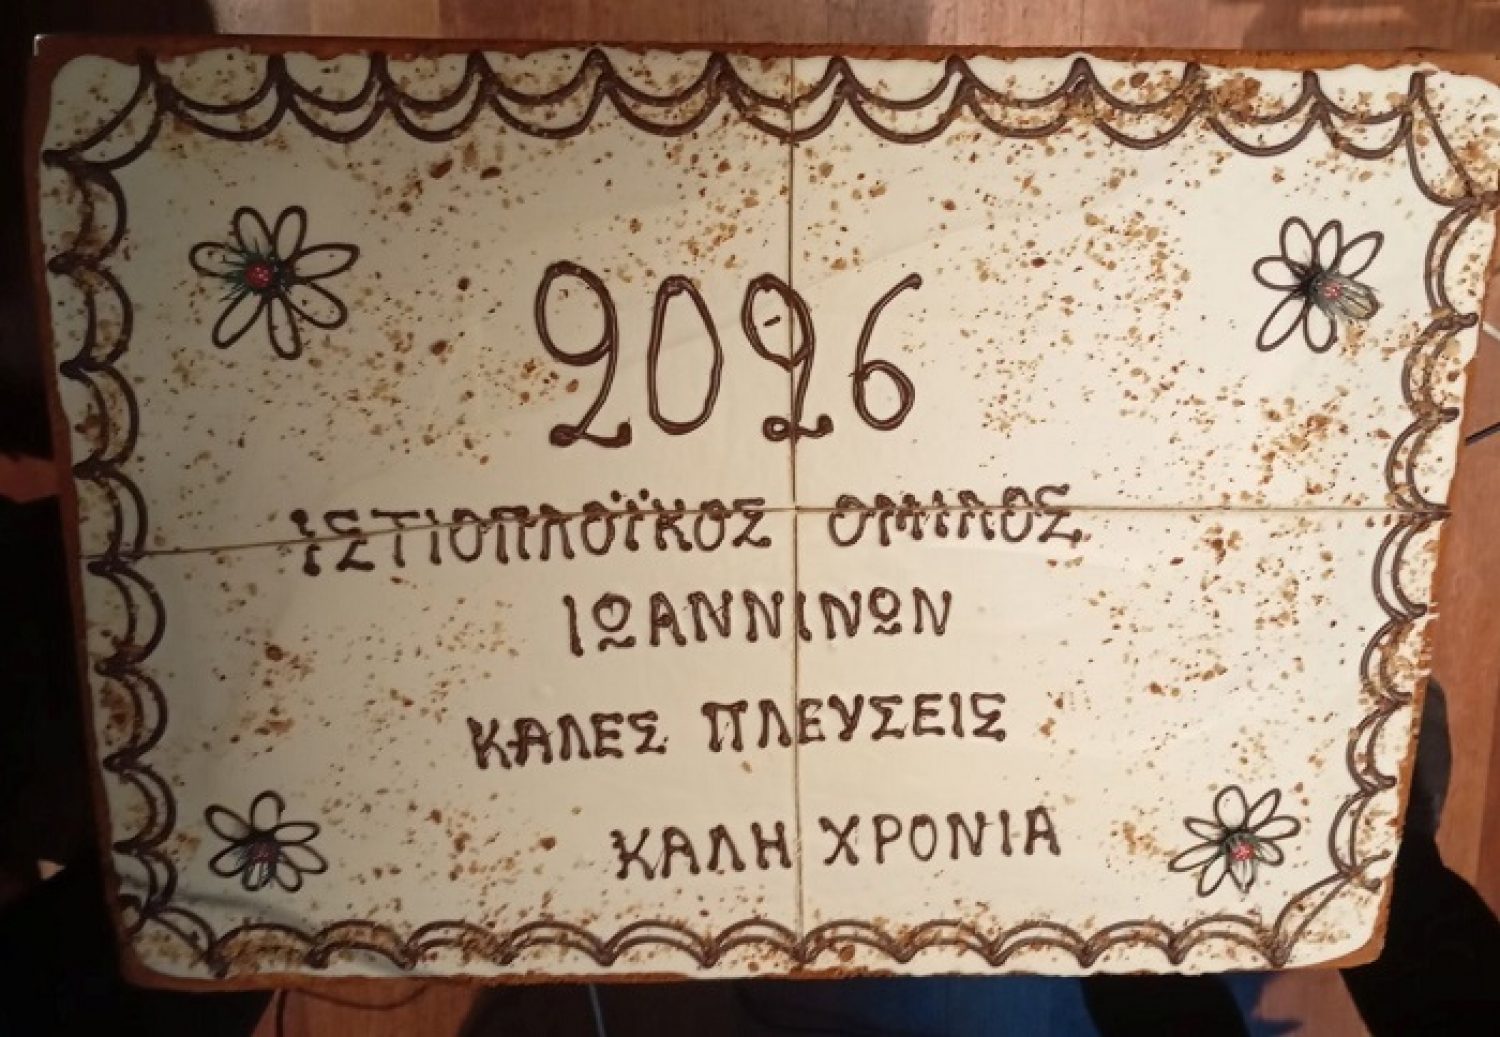 2026
ΙΣΤΙΟΠΛΟΪΚΟΣ ΟΜΙΛΟΣ
ΙΩΑΝΝΙΝΩΝ
ΚΑΛΕΣ ΠΛΕΥΣΕΙΣ
ΚΑΛΗ ΧΡΟΝΙΑ